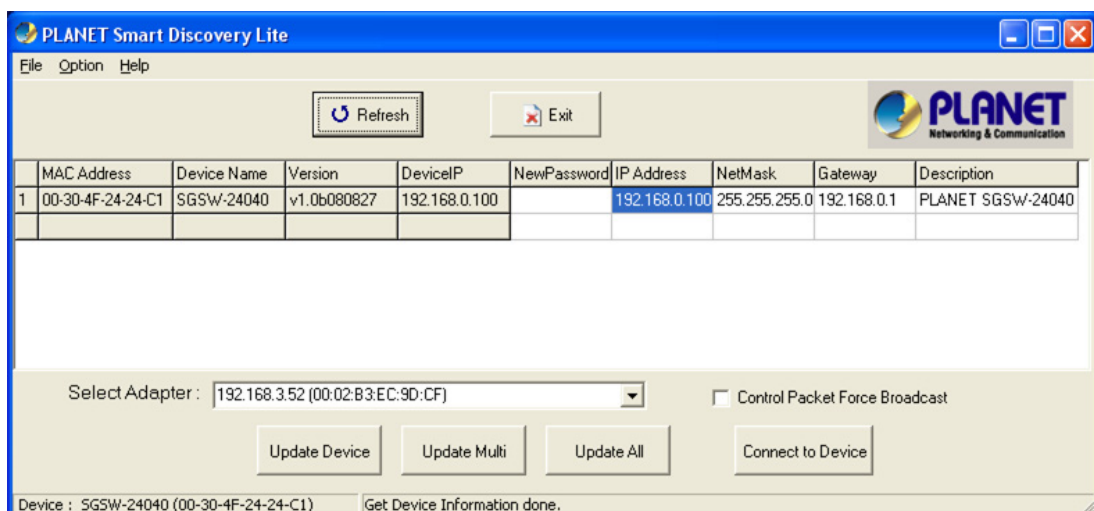 PLANET Smart Discovery Lite
File Option Help
Refresh Exit
PLANET
Networking & Communication
MAC Address Device Name Version DeviceIP NewPassword IP Address NetMask Gateway Description
1 00-30-4F-24-24-C1 SGSW-24040 v1.0b080827 192.168.0.100 192.168.0.100 255.255.255.0 192.168.0.1 PLANET SGSW-24040
Select Adapter : 192.168.3.52 (00:02:B3:EC:9D:CF) Control Packet Force Broadcast
Update Device Update Multi Update All Connect to Device
Device : SGSW-24040 (00-30-4F-24-24-C1) Get Device Information done.